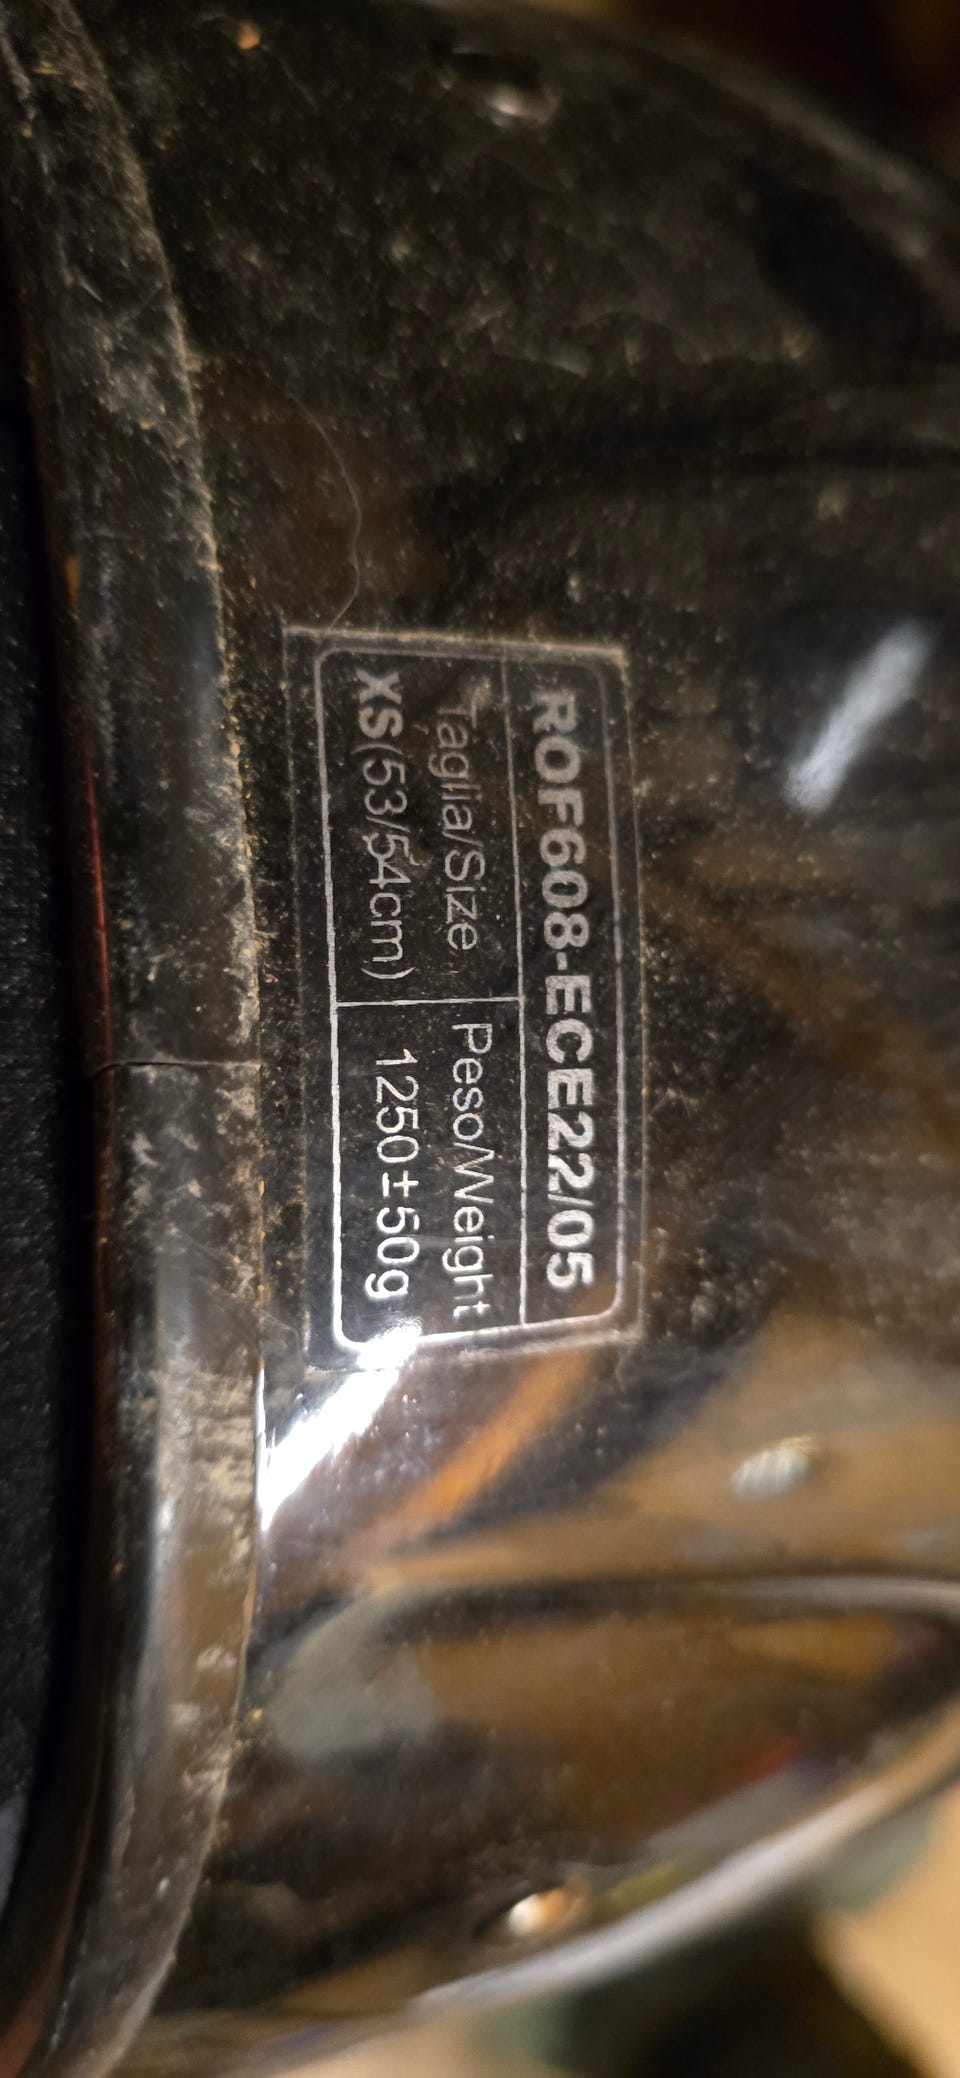 ROF608-ECE22/05
Taglia/Size Peso/Weight
XS(53/54cm) 1250±50g